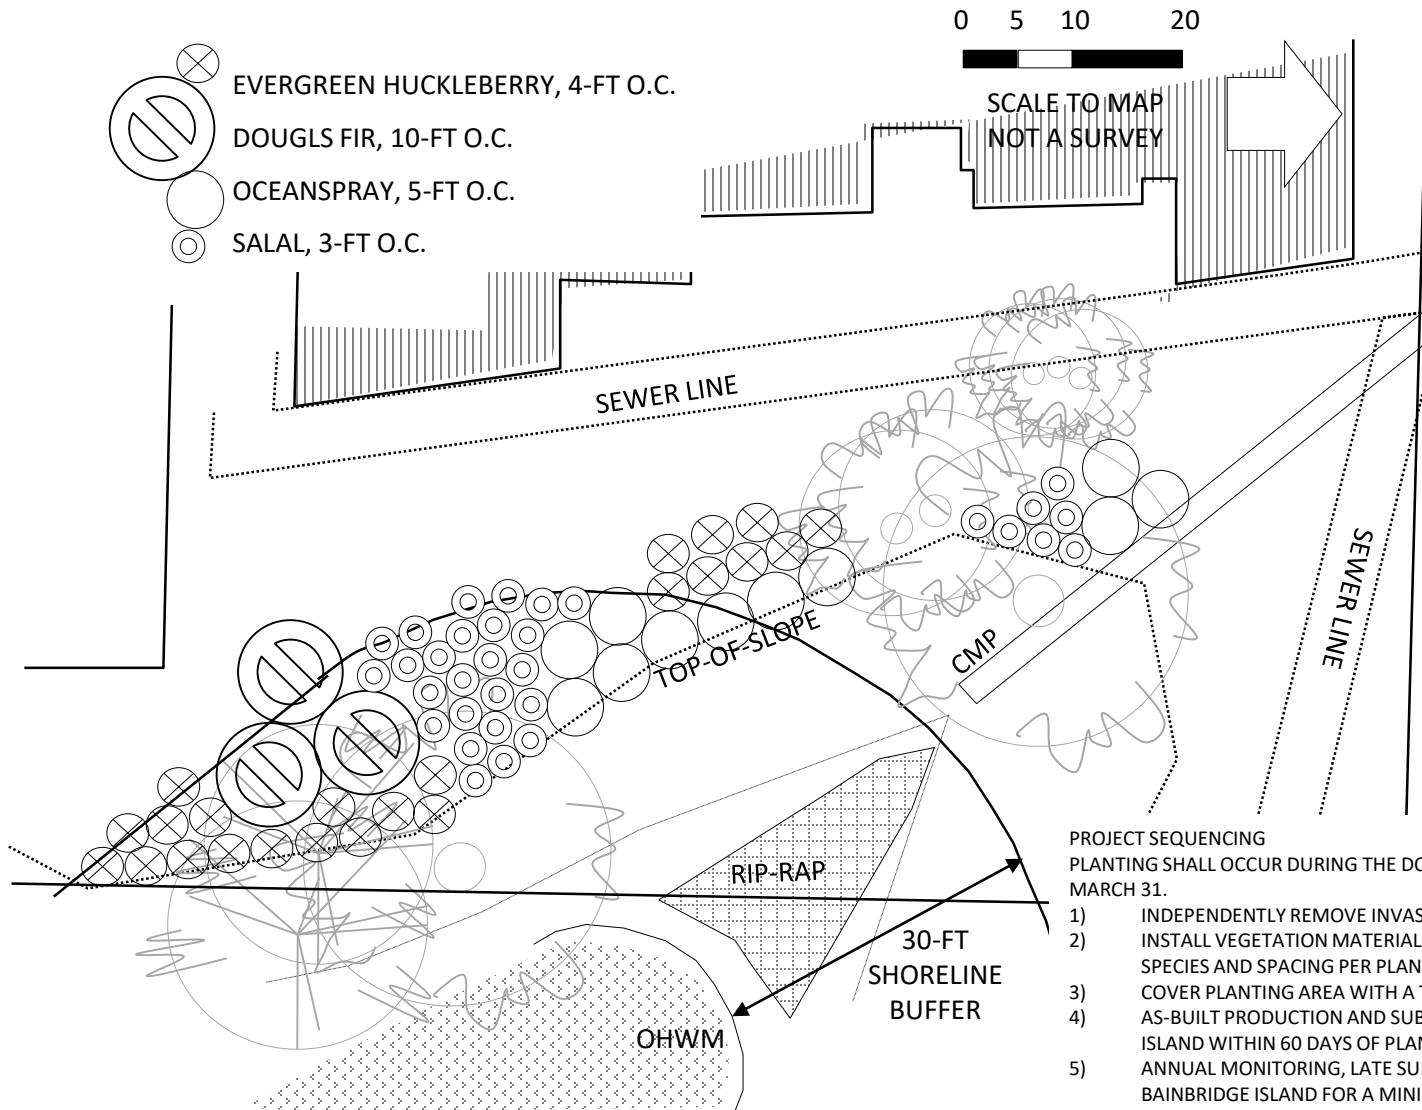 0 5 10 20
SCALE TO MAP
NOT A SURVEY
EVERGREEN HUCKLEBERRY, 4-FT O.C.
DOUGLS FIR, 10-FT O.C.
OCEANSPRAY, 5-FT O.C.
SALAL, 3-FT O.C.
SEWER LINE
SEWER LINE
TOP-OF-SLOPE
CMP
RIP-RAP
30-FT
SHORELINE
BUFFER
OHWM
PROJECT SEQUENCING
PLANTING SHALL OCCUR DURING THE DO
MARCH 31.
1) INDEPENDENTLY REMOVE INVAS
2) INSTALL VEGETATION MATERIAL
SPECIES AND SPACING PER PLAN
3) COVER PLANTING AREA WITH A
4) AS-BUILT PRODUCTION AND SUB
ISLAND WITHIN 60 DAYS OF PLAN
5) ANNUAL MONITORING, LATE SU
BAINBRIDGE ISLAND FOR A MINI